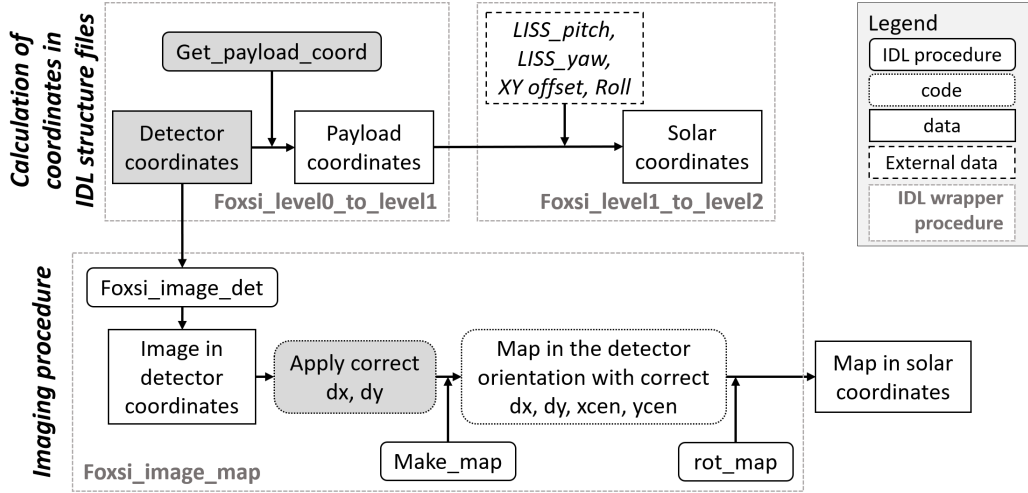 Calculation of
coordinates in
IDL structure files
Get_payload_coord
Detector
coordinates
Payload
coordinates
Foxsi_level0_to_level1
LISS_pitch,
LISS_yaw,
XY offset, Roll
Solar
coordinates
Foxsi_level1_to_level2
Legend
IDL procedure
code
data
External data
IDL wrapper
procedure
Imaging procedure
Foxsi_image_det
Image in
detector
coordinates
Apply correct
dx, dy
Map in the detector
orientation with correct
dx, dy, xcen, ycen
Map in solar
coordinates
Make_map
rot_map
Foxsi_image_map